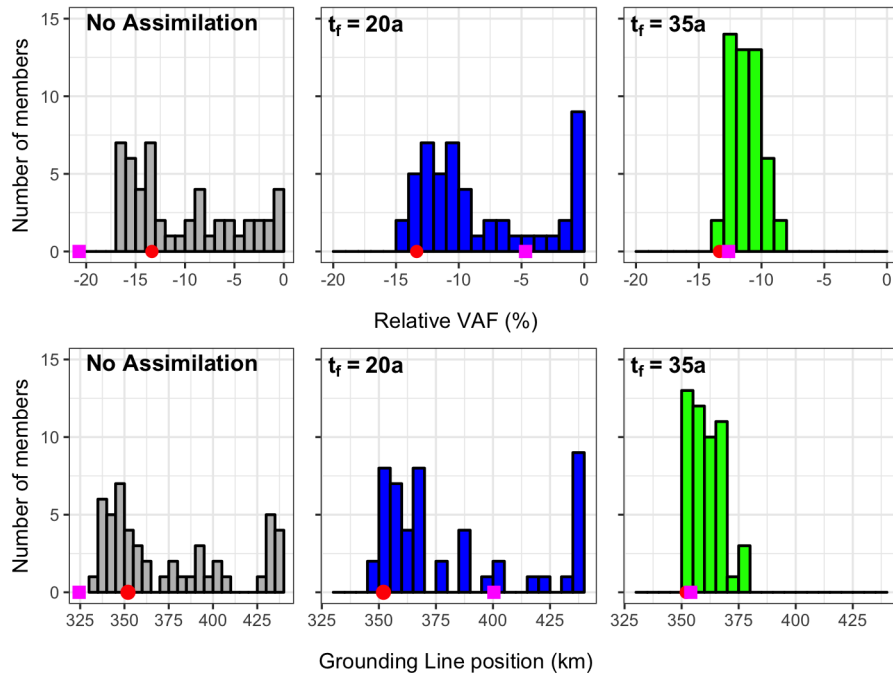 No Assimilation
t_f = 20a
t_f = 35a
Number of members
15
10
5
0
-20 -15 -10 -5 0
-20 -15 -10 -5 0
-20 -15 -10 -5 0
Relative VAF (%)
No Assimilation
t_f = 20a
t_f = 35a
Number of members
15
10
5
0
325 350 375 400 425
325 350 375 400 425
325 350 375 400 425
Grounding Line position (km)